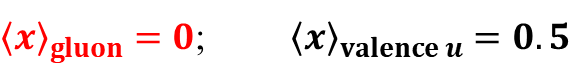 ⟨x⟩gluon = 0; ⟨x⟩valence u = 0.5